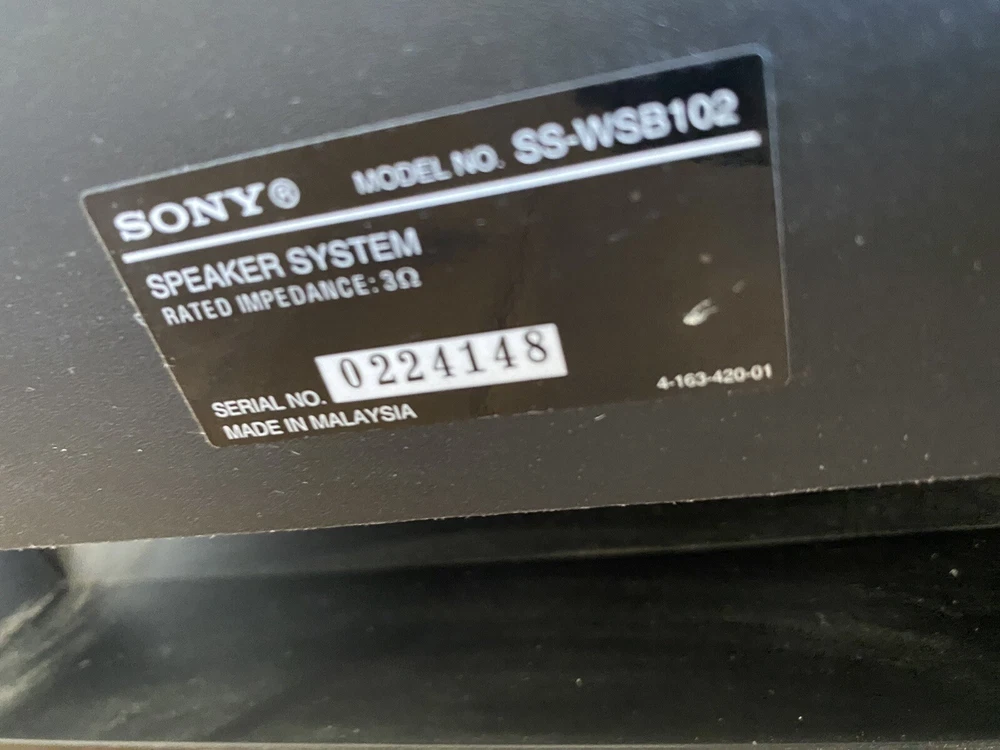 SONY® MODEL NO. SS-WSB102
SPEAKER SYSTEM
RATED IMPEDANCE: 3Ω
SERIAL NO. 0224148
MADE IN MALAYSIA
4-163-420-01